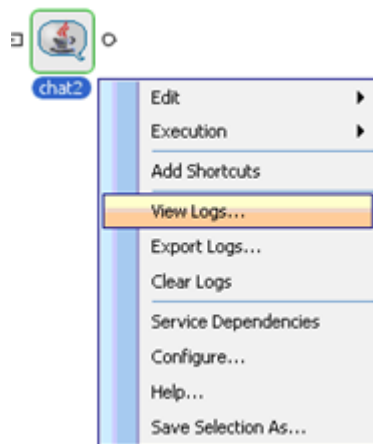 chat2
Edit
Execution
Add Shortcuts
View Logs...
Export Logs...
Clear Logs
Service Dependencies
Configure...
Help...
Save Selection As...